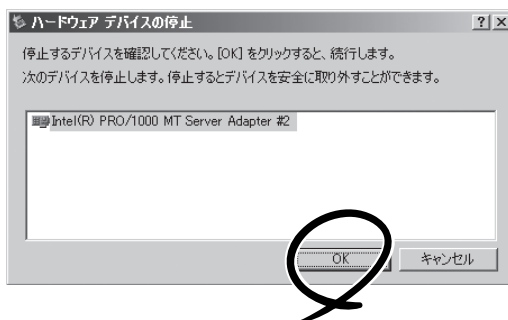 ハードウェア デバイスの停止
停止するデバイスを確認してください。[OK] をクリックすると、続行します。
次のデバイスを停止します。停止するとデバイスを安全に取り外すことができます。
Intel(R) PRO/1000 MT Server Adapter #2
OK キャンセル